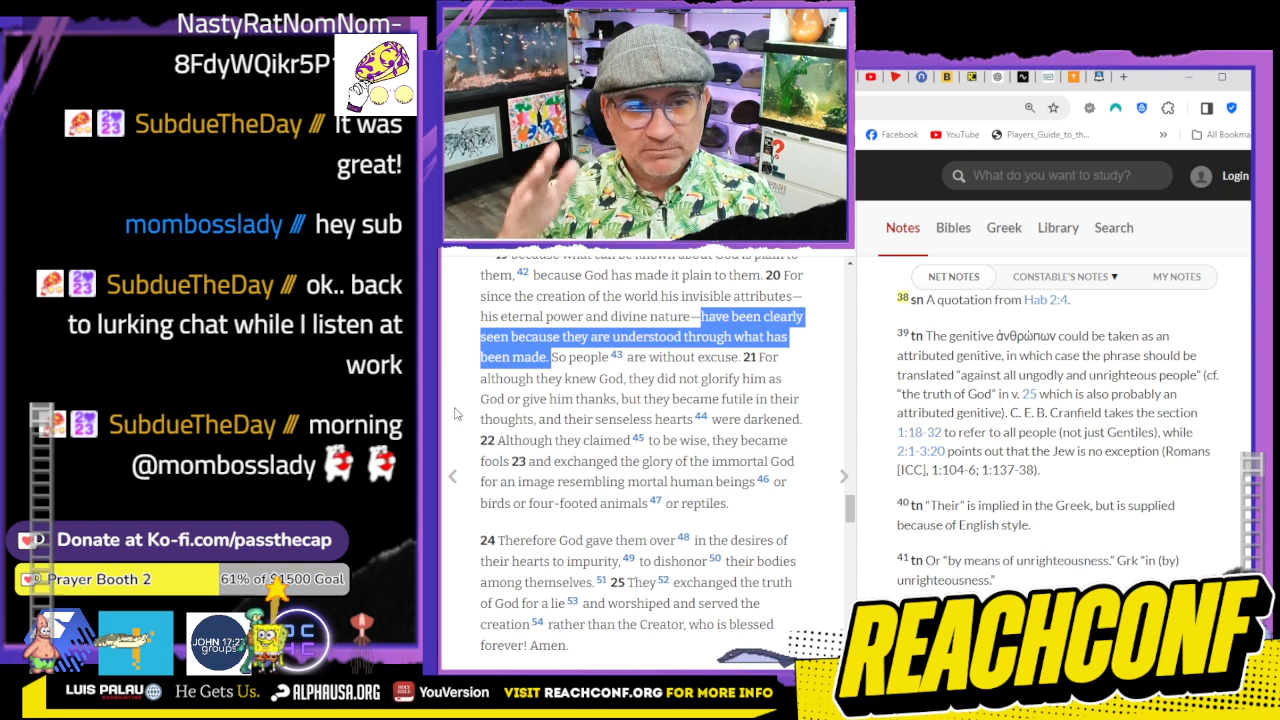 NastyRatNomNom-
8FdyWQikr5P
SubdueTheDay /// It was
great!
mombosslady /// hey sub
SubdueTheDay /// ok.. back
to lurking chat while I listen at
work
SubdueTheDay /// morning
@mombosslady
Donate at Ko-fi.com/passthecap
Prayer Booth 2
61% of $1500 Goal
JOHN 17:23
groups
because what can be known about God is plain to
them, 42 because God has made it plain to them. 20 For
since the creation of the world his invisible attributes—
his eternal power and divine nature—have been clearly
seen because they are understood through what has
been made. So people 43 are without excuse. 21 For
although they knew God, they did not glorify him as
God or give him thanks, but they became futile in their
thoughts, and their senseless hearts 44 were darkened.
22 Although they claimed 45 to be wise, they became
fools 23 and exchanged the glory of the immortal God
for an image resembling mortal human beings 46 or
birds or four-footed animals 47 or reptiles.
24 Therefore God gave them over 48 in the desires of
their hearts to impurity, 49 to dishonor 50 their bodies
among themselves. 51 25 They 52 exchanged the truth
of God for a lie 53 and worshiped and served the
creation 54 rather than the Creator, who is blessed
forever! Amen.
Facebook
YouTube
Players_Guide_to_th...
»
All Bookma
What do you want to study?
Login
Notes
Bibles
Greek
Library
Search
NET NOTES
CONSTABLE'S NOTES
MY NOTES
38 sn A quotation from Hab 2:4.
39 tn The genitive ἀνθρώπων could be taken as an
attributed genitive, in which case the phrase should be
translated “against all ungodly and unrighteous people” (cf.
“the truth of God” in v. 25 which is also probably an
attributed genitive). C. E. B. Cranfield takes the section
1:18-32 to refer to all people (not just Gentiles), while
2:1-3:20 points out that the Jew is no exception (Romans
[ICC], 1:104-6; 1:137-38).
40 tn “Their” is implied in the Greek, but is supplied
because of English style.
41 tn Or “by means of unrighteousness.” Grk “in (by)
unrighteousness.”
REACHCONF
LUIS PALAU
He Gets Us.
ALPHAUSA.ORG
HOLY BIBLE
YouVersion
VISIT REACHCONF.ORG FOR MORE INFO